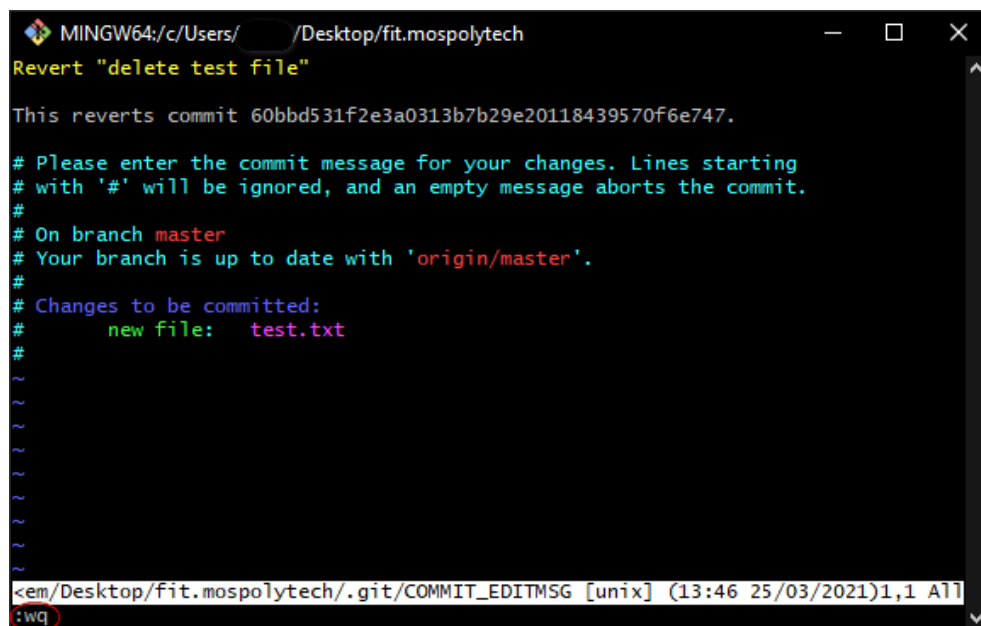 MINGW64:/c/Users/ /Desktop/fit.mospolytech
Revert "delete test file"
This reverts commit 60bbd531f2e3a0313b7b29e20118439570f6e747.
# Please enter the commit message for your changes. Lines starting
# with '#' will be ignored, and an empty message aborts the commit.
#
# On branch master
# Your branch is up to date with 'origin/master'.
#
# Changes to be committed:
#       new file:   test.txt
#
~
~
~
~
~
~
~
~
~
<em/Desktop/fit.mospolytech/.git/COMMIT_EDITMSG [unix] (13:46 25/03/2021)1,1 All
:wq